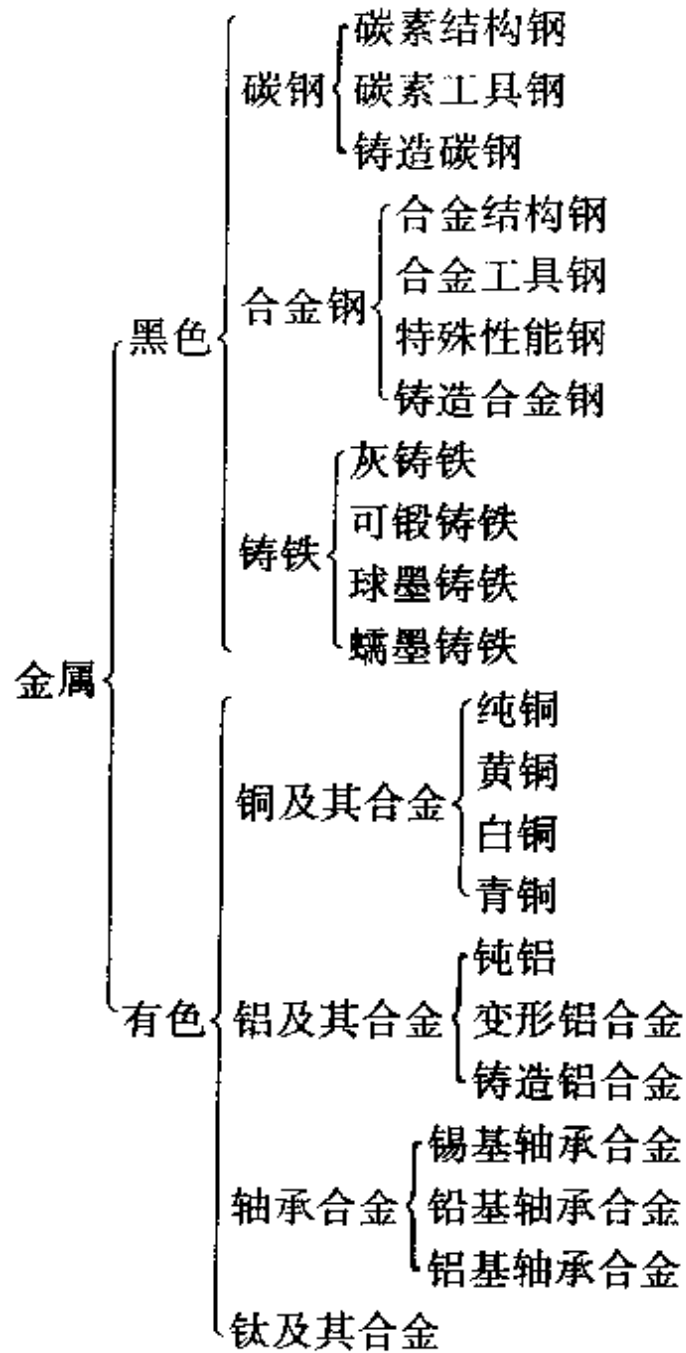 碳素结构钢
碳钢
碳素工具钢
铸造碳钢
合金结构钢
合金工具钢
合金钢
黑色
特殊性能钢
铸造合金钢
灰铸铁
可锻铸铁
铸铁
球墨铸铁
蠕墨铸铁
金属
纯铜
黄铜
铜及其合金
白铜
青铜
钝铝
有色
铝及其合金
变形铝合金
铸造铝合金
锡基轴承合金
轴承合金
铅基轴承合金
铝基轴承合金
钛及其合金